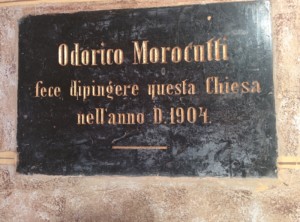 Odorico Morocutti
fece dipingere questa Chiesa
nell'anno D. 1904.